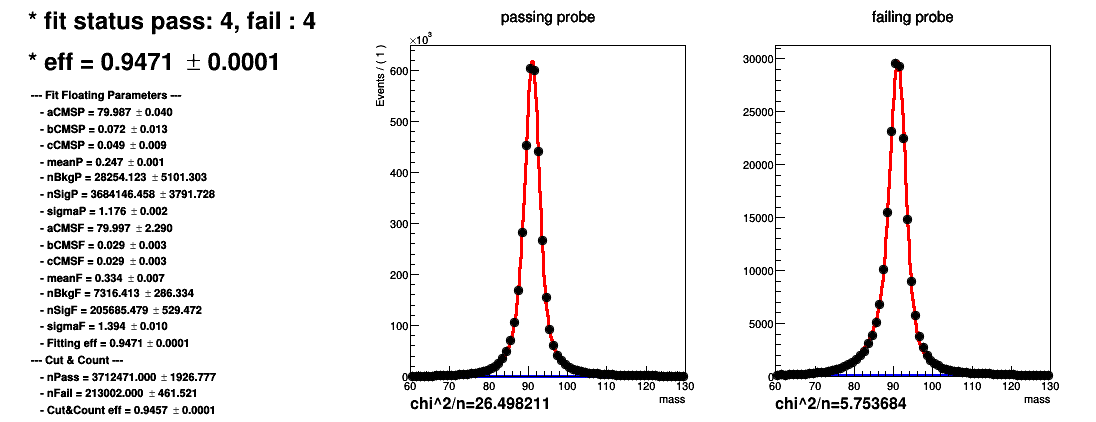 * fit status pass: 4, fail : 4
* eff = 0.9471 ± 0.0001
--- Fit Floating Parameters ---
- aCMSP = 79.987 ± 0.040
- bCMSP = 0.072 ± 0.013
- cCMSP = 0.049 ± 0.009
- meanP = 0.247 ± 0.001
- nBkgP = 28254.123 ± 5101.303
- nSigP = 3684146.458 ± 3791.728
- sigmaP = 1.176 ± 0.002
- aCMSF = 79.997 ± 2.290
- bCMSF = 0.029 ± 0.003
- cCMSF = 0.029 ± 0.003
- meanF = 0.334 ± 0.007
- nBkgF = 7316.413 ± 286.334
- nSigF = 205685.479 ± 529.472
- sigmaF = 1.394 ± 0.010
- Fitting eff = 0.9471 ± 0.0001
--- Cut & Count ---
- nPass = 3712471.000 ± 1926.777
- nFail = 213002.000 ± 461.521
- Cut&Count eff = 0.9457 ± 0.0001
passing probe
×10³
Events / ( 1 )
600
500
400
300
200
100
0
60 70 80 90 100 110 120 130
mass
chi^2/n=26.498211
failing probe
30000
25000
20000
15000
10000
5000
0
60 70 80 90 100 110 120 130
mass
chi^2/n=5.753684